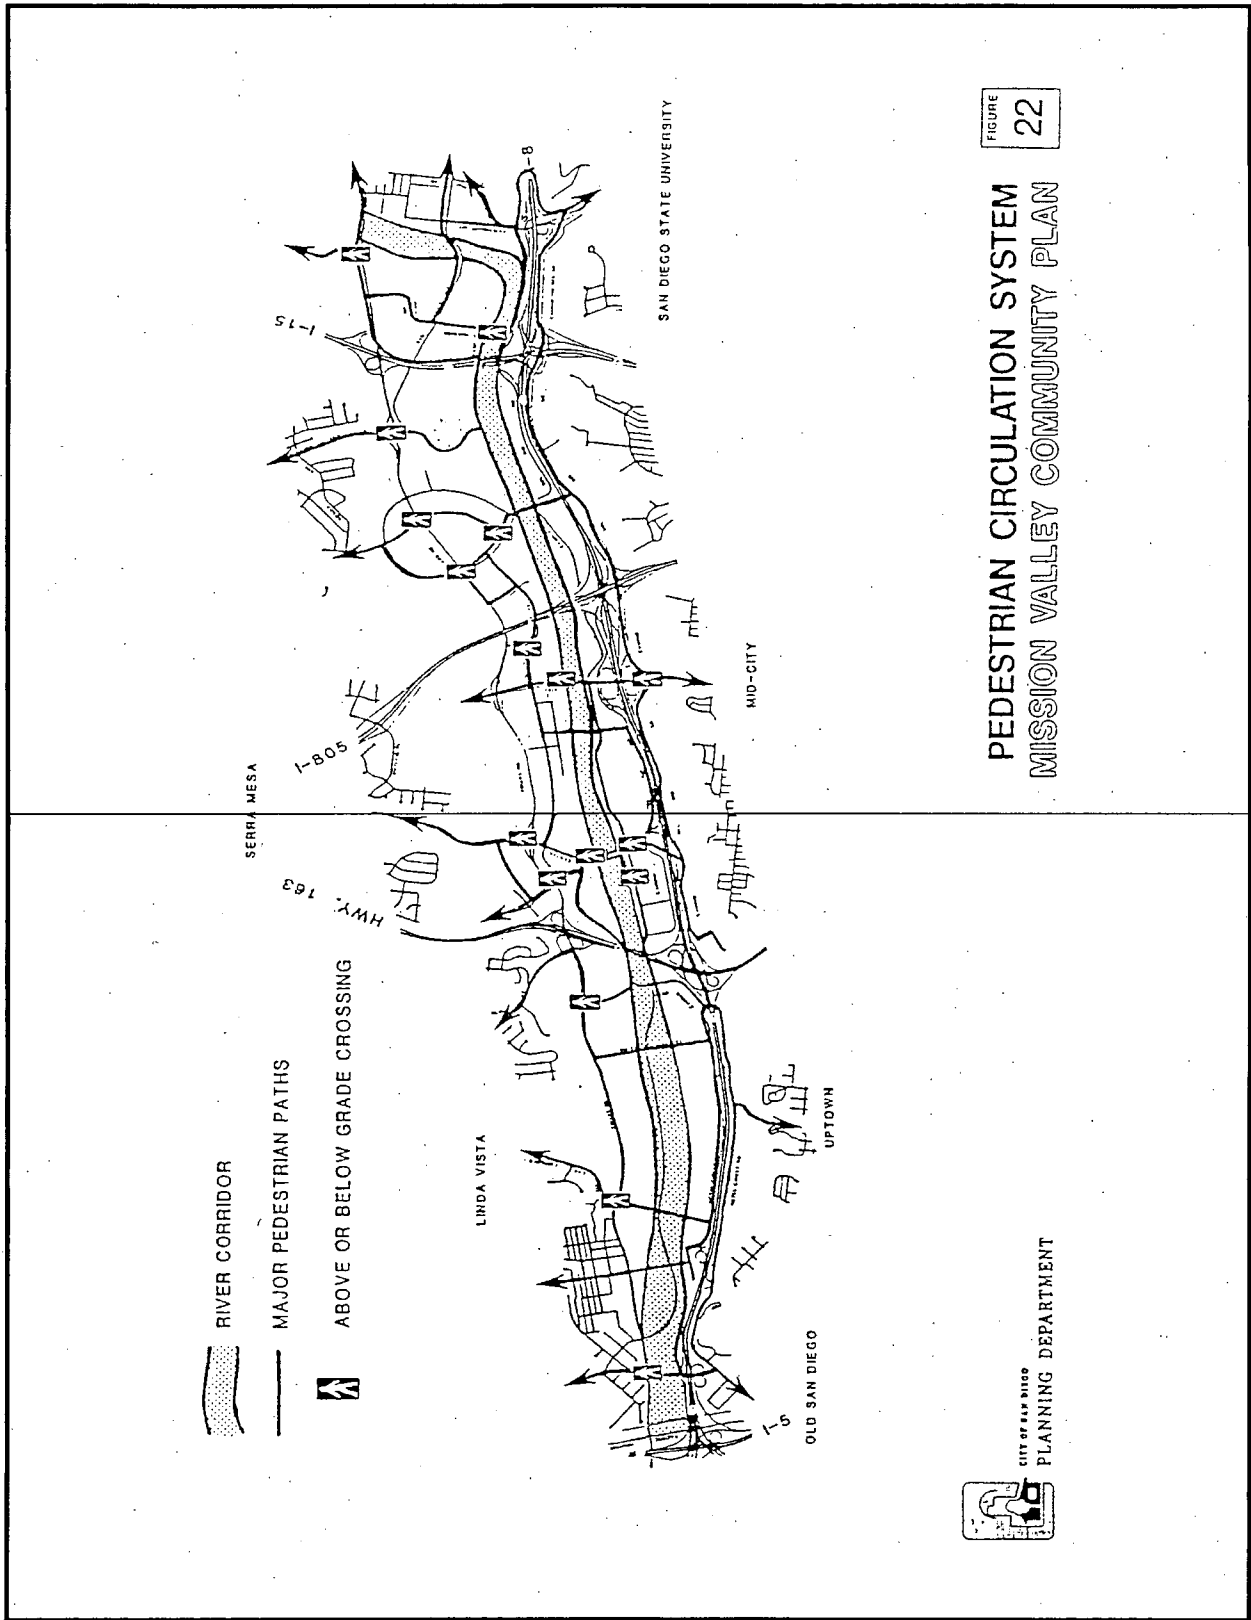 RIVER CORRIDOR
MAJOR PEDESTRIAN PATHS
ABOVE OR BELOW GRADE CROSSING
SERRA MESA
LINDA VISTA
HWY. 163
I-805
I-15
I-8
I-5
OLD SAN DIEGO
UPTOWN
MID-CITY
SAN DIEGO STATE UNIVERSITY
CITY OF SAN DIEGO
PLANNING DEPARTMENT
PEDESTRIAN CIRCULATION SYSTEM
MISSION VALLEY COMMUNITY PLAN
FIGURE
22